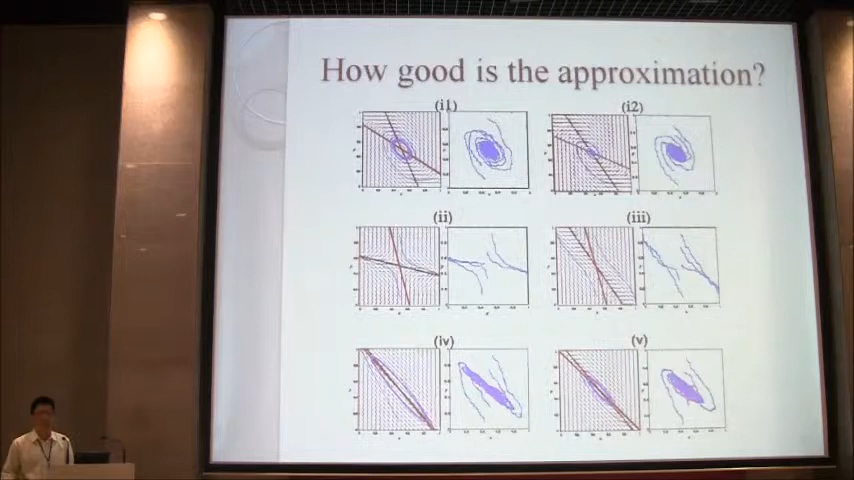 How good is the approximation?
(i1)
(i2)
(ii)
(iii)
(iv)
(v)